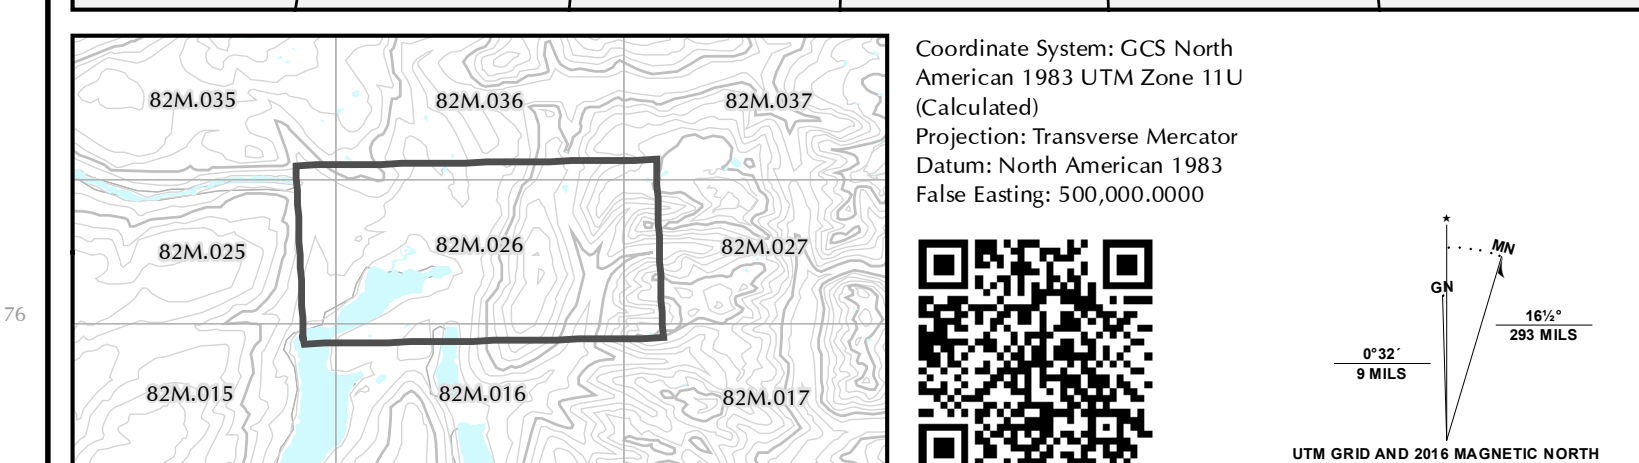 82M.035
82M.036
82M.037
82M.025
82M.026
82M.027
82M.015
82M.016
82M.017
76
Coordinate System: GCS North
American 1983 UTM Zone 11U
(Calculated)
Projection: Transverse Mercator
Datum: North American 1983
False Easting: 500,000.0000
MN
GN
16½°
293 MILS
0°32´
9 MILS
UTM GRID AND 2016 MAGNETIC NORTH